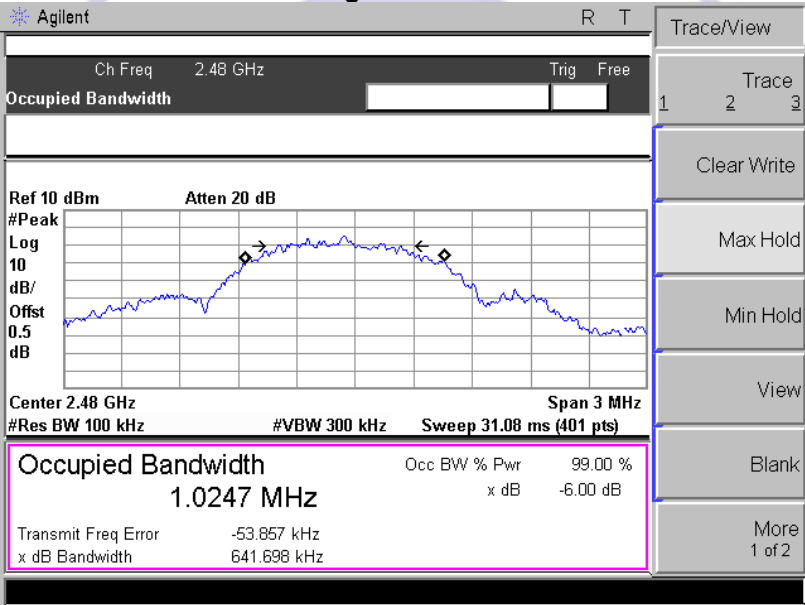 Agilent R T
Trace/View
Ch Freq 2.48 GHz Trig Free
Occupied Bandwidth
Trace
1 2 3
Clear Write
Ref 10 dBm Atten 20 dB
#Peak
Log
10
dB/
Offst
0.5
dB
Max Hold
Min Hold
View
Center 2.48 GHz Span 3 MHz
#Res BW 100 kHz #VBW 300 kHz Sweep 31.08 ms (401 pts)
Occupied Bandwidth
1.0247 MHz
Occ BW % Pwr 99.00 %
x dB -6.00 dB
Transmit Freq Error -53.857 kHz
x dB Bandwidth 641.698 kHz
Blank
More
1 of 2